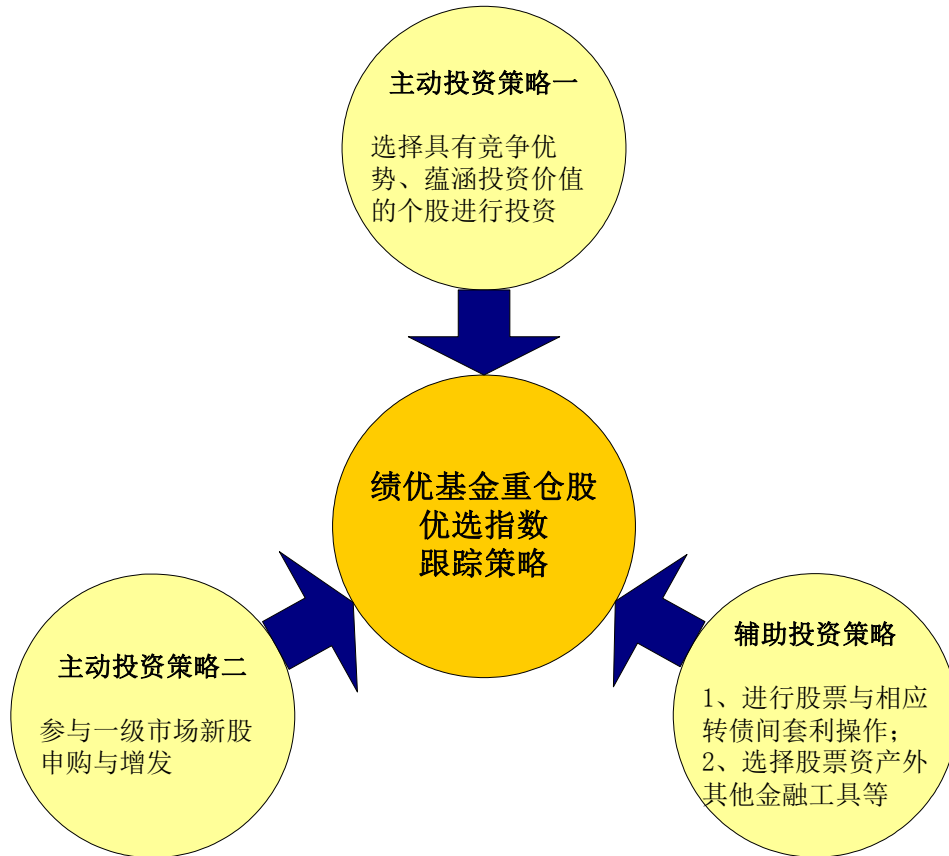 主动投资策略一
选择具有竞争优
势、蕴涵投资价值
的个股进行投资
绩优基金重仓股
优选指数
跟踪策略
主动投资策略二
参与一级市场新股
申购与增发
辅助投资策略
1、进行股票与相应
转债间套利操作；
2、选择股票资产外
其他金融工具等